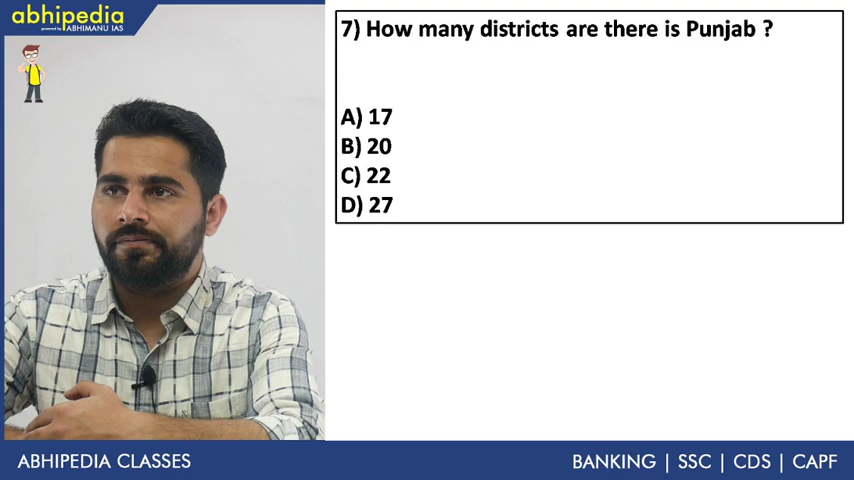 abhipedia
powered by ABHIMANU IAS
7) How many districts are there is Punjab ?
A) 17
B) 20
C) 22
D) 27
ABHIPEDIA CLASSES
BANKING | SSC | CDS | CAPF